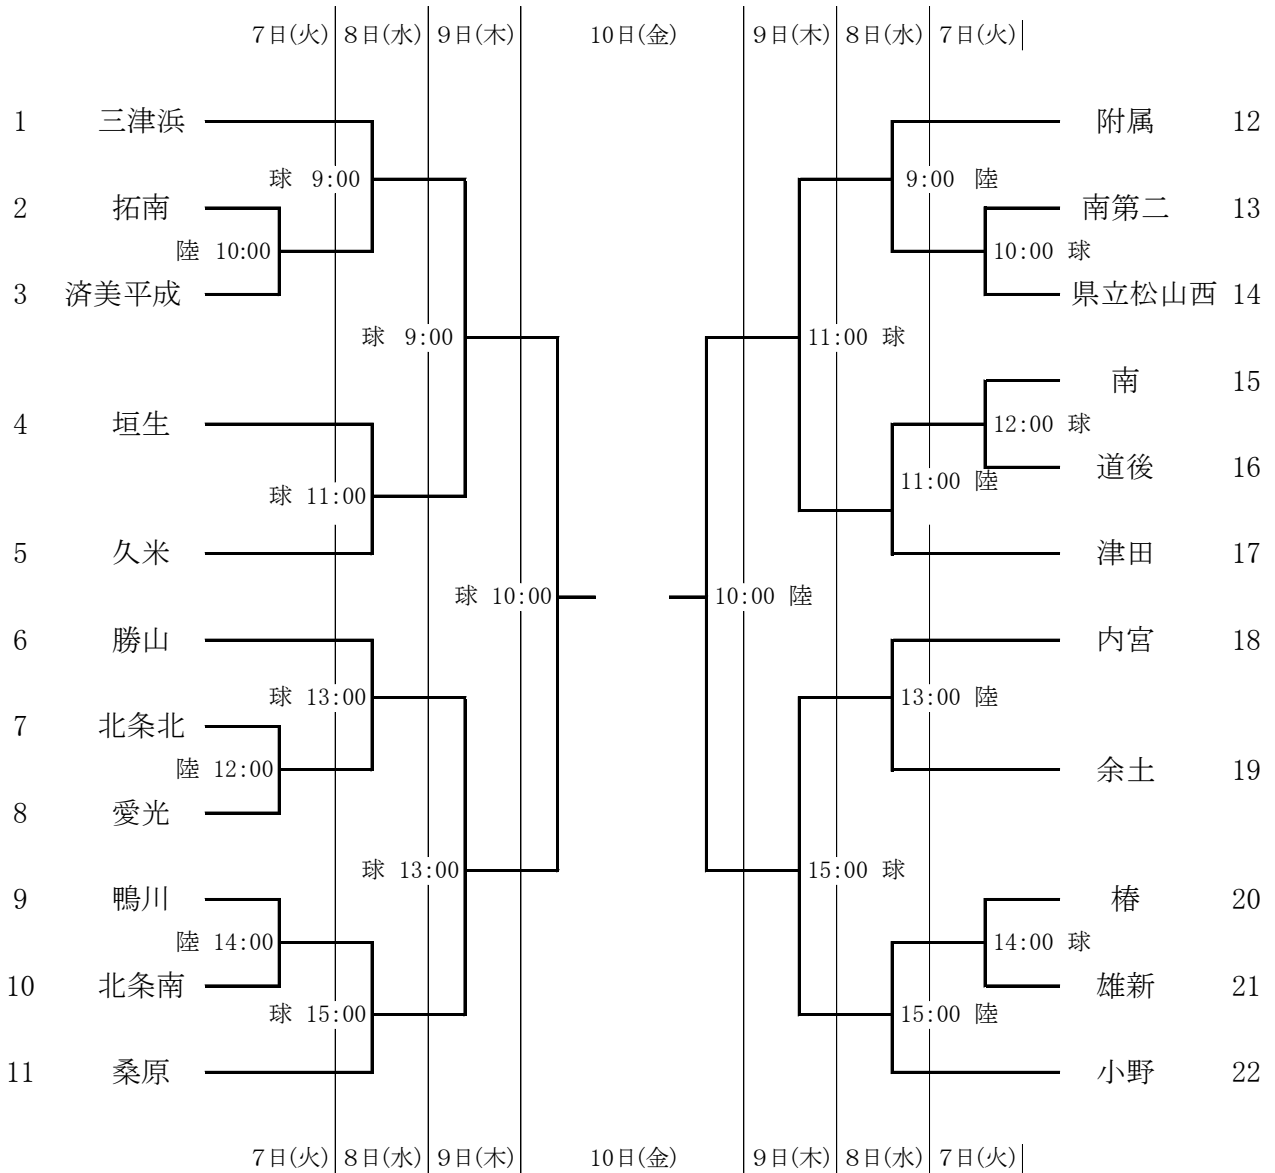 7日(火) 8日(水) 9日(木) 10日(金) 9日(木) 8日(水) 7日(火)
1 三津浜 附属 12
球 9:00 9:00 陸
2 拓南 南第二 13
陸 10:00 10:00 球
3 済美平成 県立松山西 14
球 9:00 11:00 球
南 15
4 垣生 12:00 球
道後 16
球 11:00 11:00 陸
5 久米 津田 17
球 10:00 10:00 陸
6 勝山 内宮 18
球 13:00 13:00 陸
7 北条北
陸 12:00 余土 19
8 愛光
球 13:00 15:00 球
9 鴨川 椿 20
陸 14:00 14:00 球
10 北条南 雄新 21
球 15:00 15:00 陸
11 桑原 小野 22
7日(火) 8日(水) 9日(木) 10日(金) 9日(木) 8日(水) 7日(火)